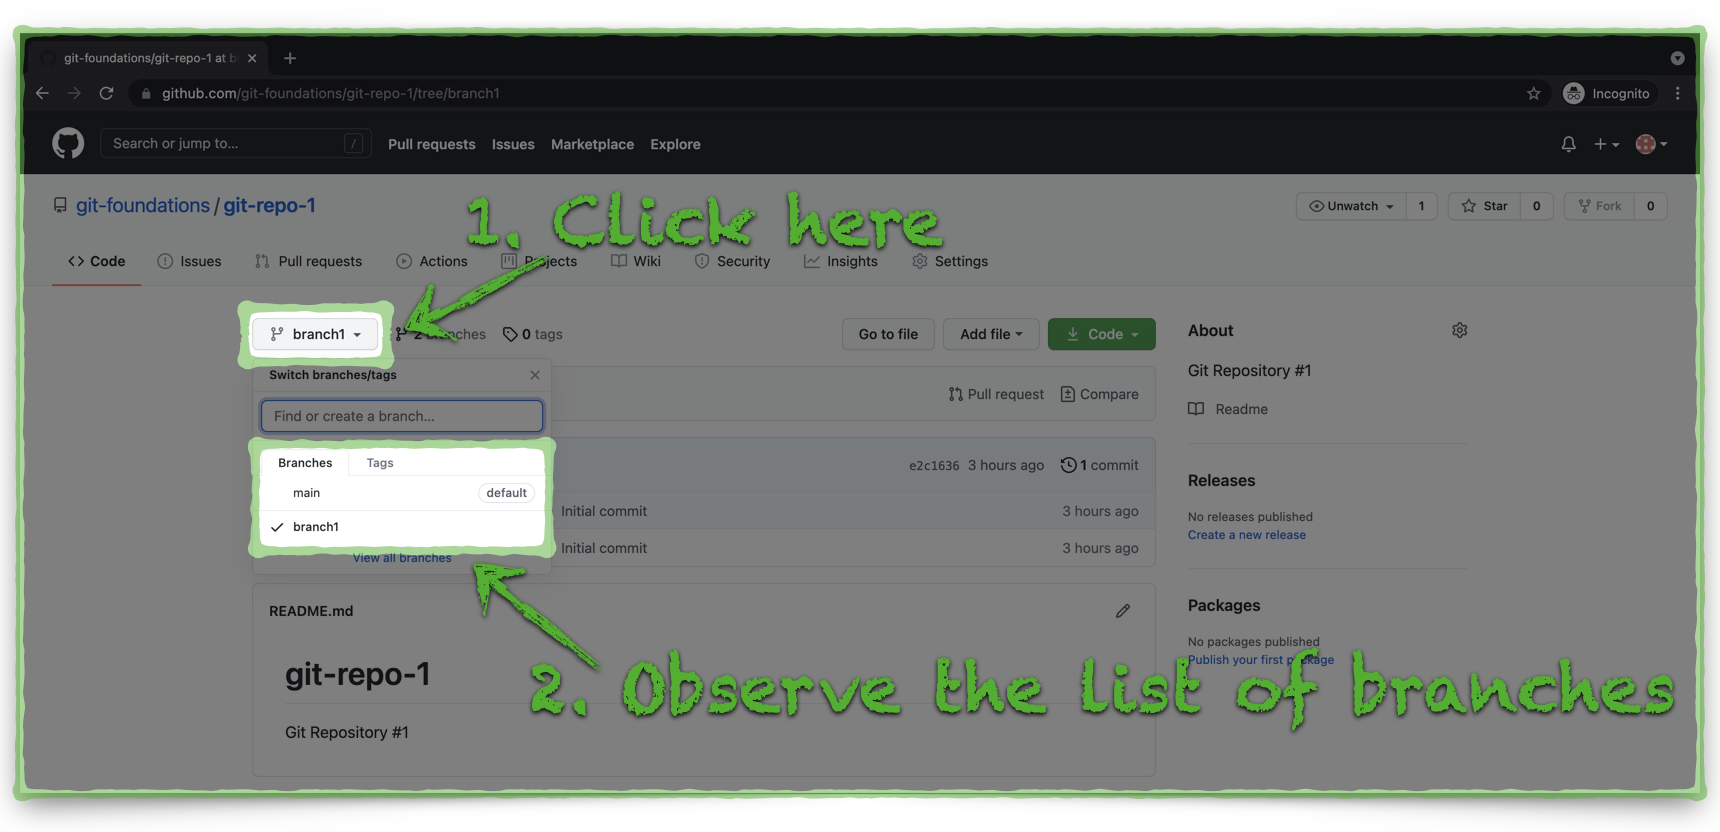 git-foundations/git-repo-1 at b
github.com/git-foundations/git-repo-1/tree/branch1
Incognito
Search or jump to... /
Pull requests Issues Marketplace Explore
git-foundations / git-repo-1
Unwatch 1 Star 0 Fork 0
1. Click here
Code Issues Pull requests Actions Projects Wiki Security Insights Settings
branch1 2 branches 0 tags
Go to file Add file Code
About
Switch branches/tags
Git Repository #1
Find or create a branch...
Pull request Compare
Readme
Branches Tags
e2c1636 3 hours ago 1 commit
main default
Releases
Initial commit 3 hours ago
branch1
No releases published
Create a new release
Initial commit 3 hours ago
View all branches
README.md
Packages
No packages published
Publish your first package
git-repo-1
2. Observe the list of branches
Git Repository #1